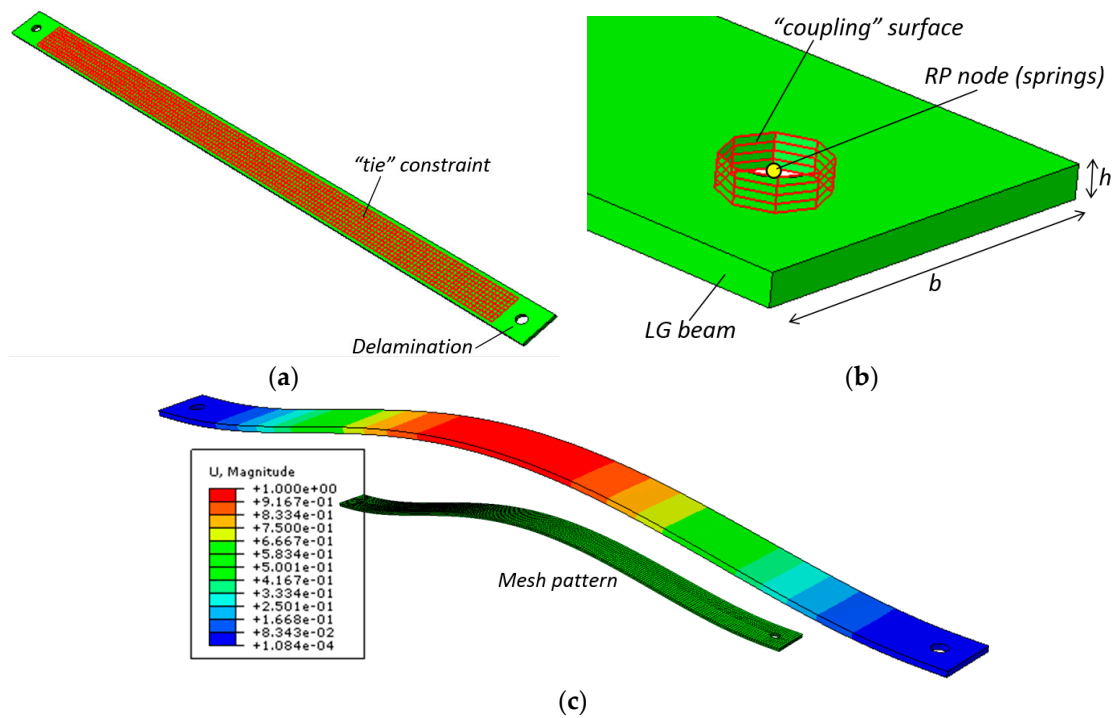 “tie” constraint
Delamination
(a)
“coupling” surface
RP node (springs)
h
b
LG beam
(b)
U, Magnitude
+1.000e+00
+9.167e-01
+8.334e-01
+7.500e-01
+6.667e-01
+5.834e-01
+5.001e-01
+4.167e-01
+3.334e-01
+2.501e-01
+1.668e-01
+8.343e-02
+1.084e-04
Mesh pattern
(c)